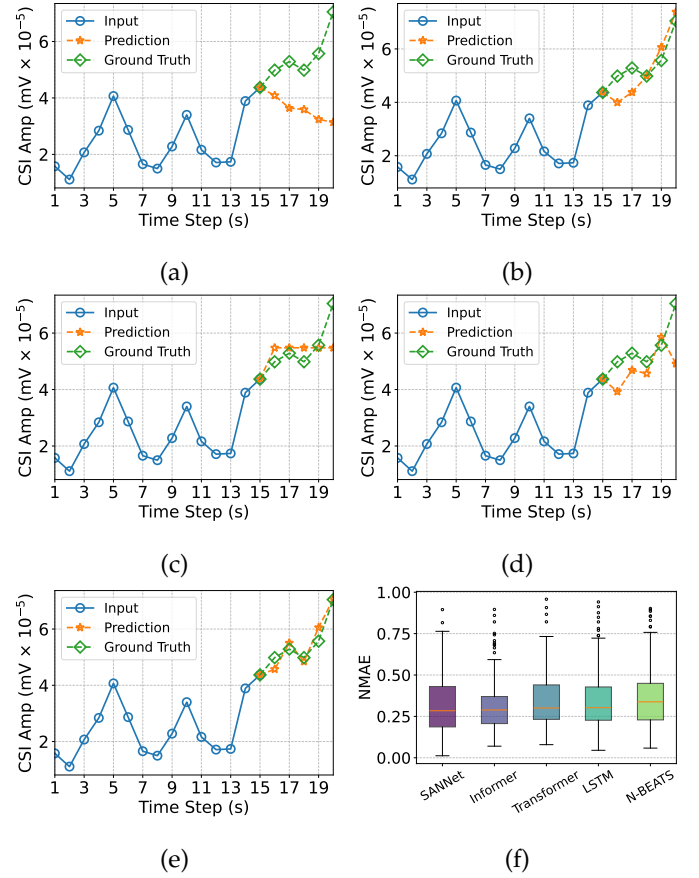 Input
Prediction
Ground Truth
CSI Amp (mV × 10⁻⁵)
6
4
2
1 3 5 7 9 11 13 15 17 19
Time Step (s)
(a)
Input
Prediction
Ground Truth
CSI Amp (mV × 10⁻⁵)
6
4
2
1 3 5 7 9 11 13 15 17 19
Time Step (s)
(b)
Input
Prediction
Ground Truth
CSI Amp (mV × 10⁻⁵)
6
4
2
1 3 5 7 9 11 13 15 17 19
Time Step (s)
(c)
Input
Prediction
Ground Truth
CSI Amp (mV × 10⁻⁵)
6
4
2
1 3 5 7 9 11 13 15 17 19
Time Step (s)
(d)
Input
Prediction
Ground Truth
CSI Amp (mV × 10⁻⁵)
6
4
2
1 3 5 7 9 11 13 15 17 19
Time Step (s)
(e)
NMAE
1.00
0.75
0.50
0.25
0.00
SANNet Informer Transformer LSTM N-BEATS
(f)